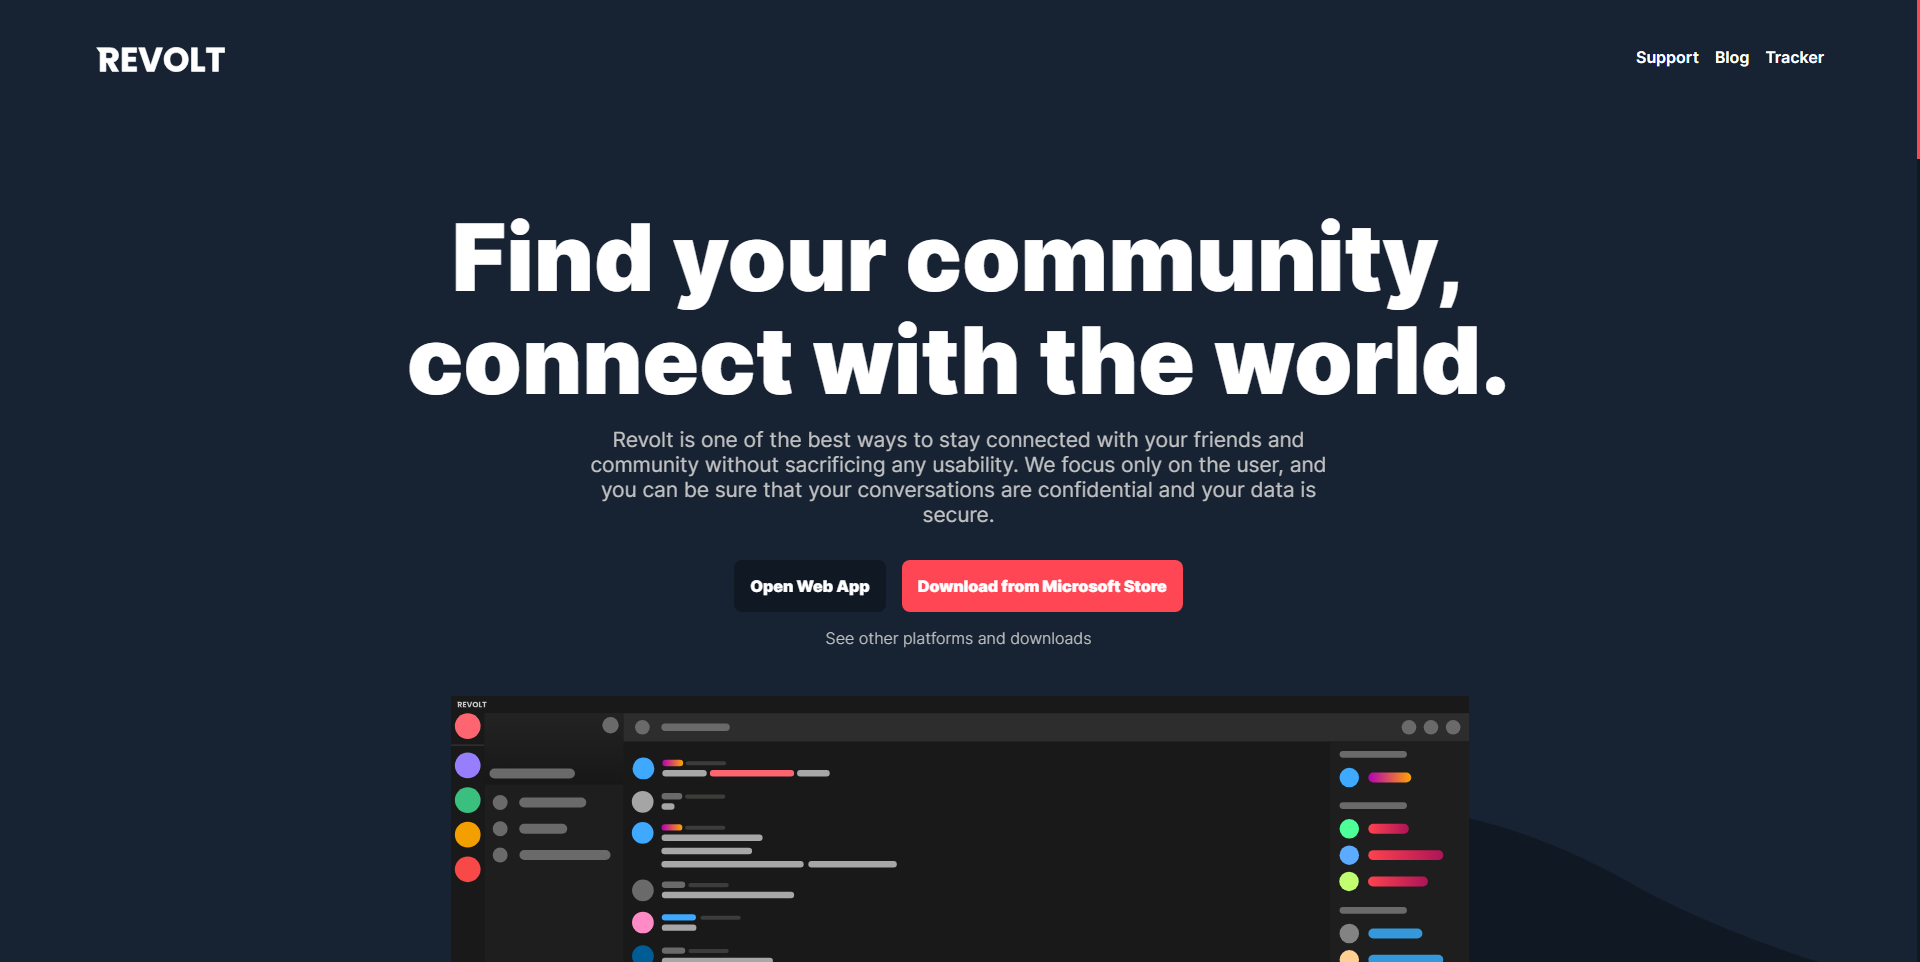 REVOLT
Support Blog Tracker
Find your community,
connect with the world.
Revolt is one of the best ways to stay connected with your friends and
community without sacrificing any usability. We focus only on the user, and
you can be sure that your conversations are confidential and your data is
secure.
Open Web App Download from Microsoft Store
See other platforms and downloads
REVOLT